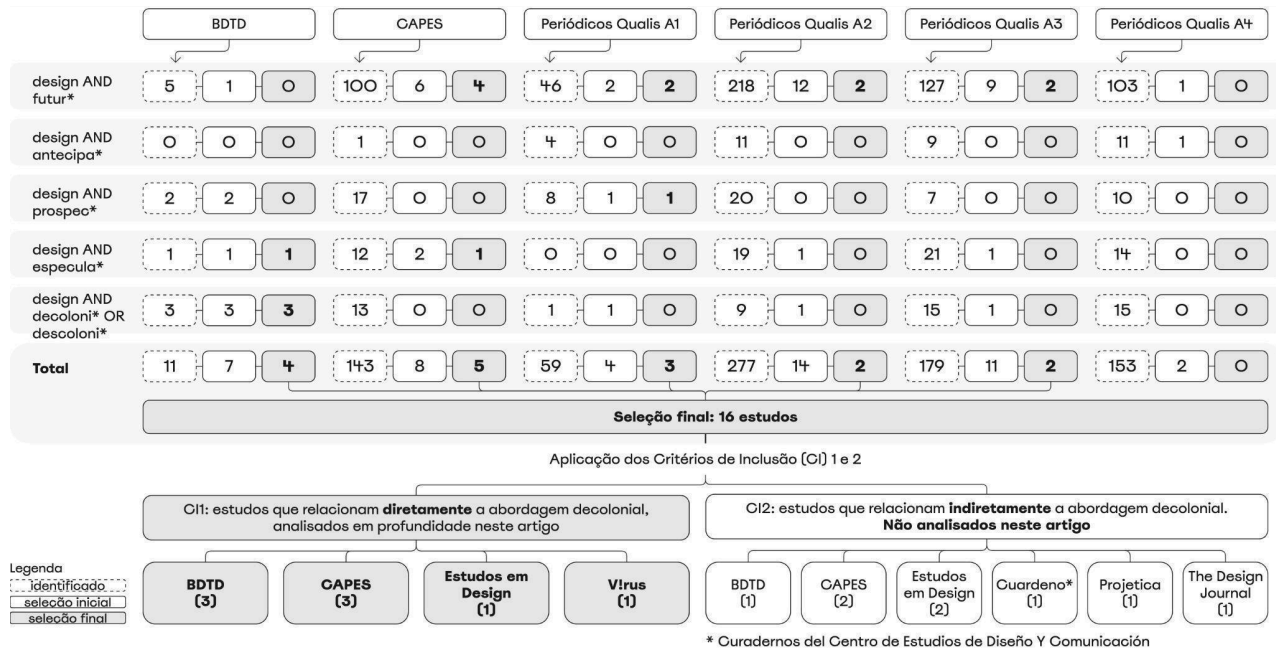 BDTD CAPES Periódicos Qualis A1 Periódicos Qualis A2 Periódicos Qualis A3 Periódicos Qualis A4
design AND
futur*
5 1 0 100 6 4 46 2 2 218 12 2 127 9 2 103 1 0
design AND
antecipa*
0 0 0 1 0 0 4 0 0 11 0 0 9 0 0 11 1 0
design AND
prospec*
2 2 0 17 0 0 8 1 1 20 0 0 7 0 0 10 0 0
design AND
especula*
1 1 1 12 2 1 0 0 0 19 1 0 21 1 0 14 0 0
design AND
decoloni* OR
descoloni*
3 3 3 13 0 0 1 1 0 9 1 0 15 1 0 15 0 0
Total 11 7 4 143 8 5 59 4 3 277 14 2 179 11 2 153 2 0
Seleção final: 16 estudos
Aplicação dos Critérios de Inclusão (CI) 1 e 2
CI1: estudos que relacionam diretamente a abordagem decolonial,
analisados em profundidade neste artigo
CI2: estudos que relacionam indiretamente a abordagem decolonial.
Não analisados neste artigo
Legenda
identificado
seleção inicial
seleção final
BDTD
(3)
CAPES
(3)
Estudos em
Design
(1)
V!rus
(1)
BDTD
(1)
CAPES
(2)
Estudos
em Design
(2)
Cuardeno*
(1)
Projetica
(1)
The Design
Journal
(1)
* Curadernos del Centro de Estudios de Diseño Y Comunicación